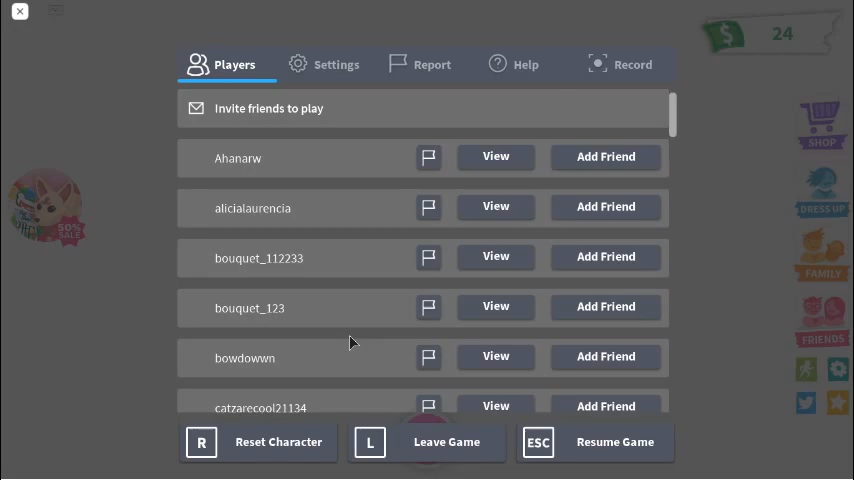 24
Players Settings Report Help Record
Invite friends to play
Ahanarw View Add Friend
alicialaurencia View Add Friend
bouquet_112233 View Add Friend
bouquet_123 View Add Friend
bowdowwn View Add Friend
catzarecool21134 View Add Friend
R Reset Character L Leave Game ESC Resume Game
50%
SALE
SHOP
DRESS UP
FAMILY
FRIENDS